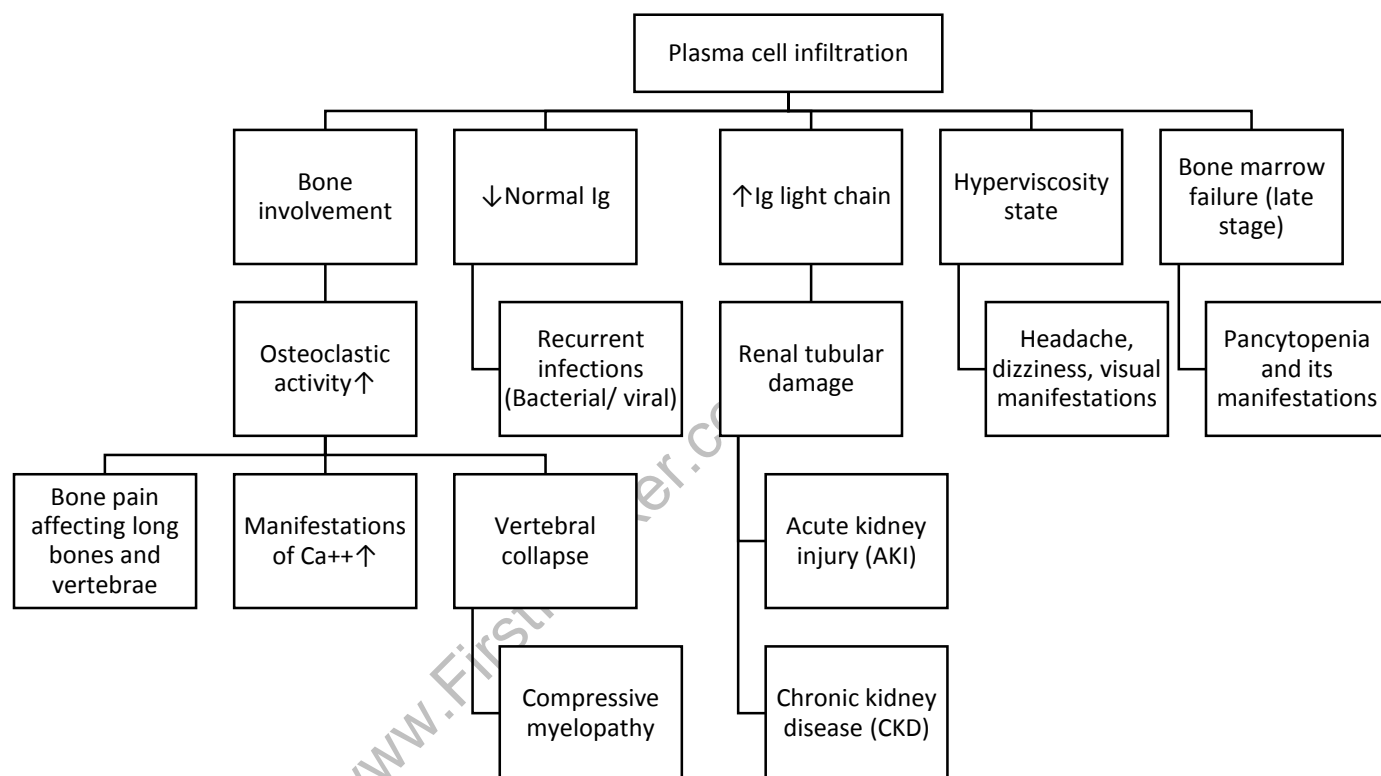 Plasma cell infiltration
Bone
involvement
↓Normal Ig
↑Ig light chain
Hyperviscosity
state
Bone marrow
failure (late
stage)
Osteoclastic
activity↑
Recurrent
infections
(Bacterial/ viral)
Renal tubular
damage
Headache,
dizziness, visual
manifestations
Pancytopenia
and its
manifestations
Bone pain
affecting long
bones and
vertebrae
Manifestations
of Ca++↑
Vertebral
collapse
Acute kidney
injury (AKI)
Compressive
myelopathy
Chronic kidney
disease (CKD)